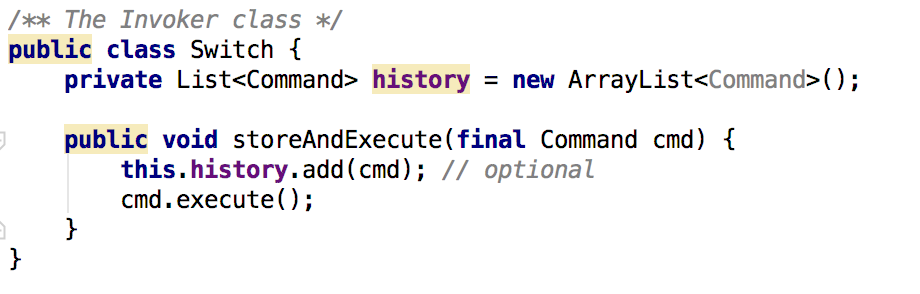 /** The Invoker class */
public class Switch {
    private List<Command> history = new ArrayList<Command>();
    public void storeAndExecute(final Command cmd) {
        this.history.add(cmd); // optional
        cmd.execute();
    }
}